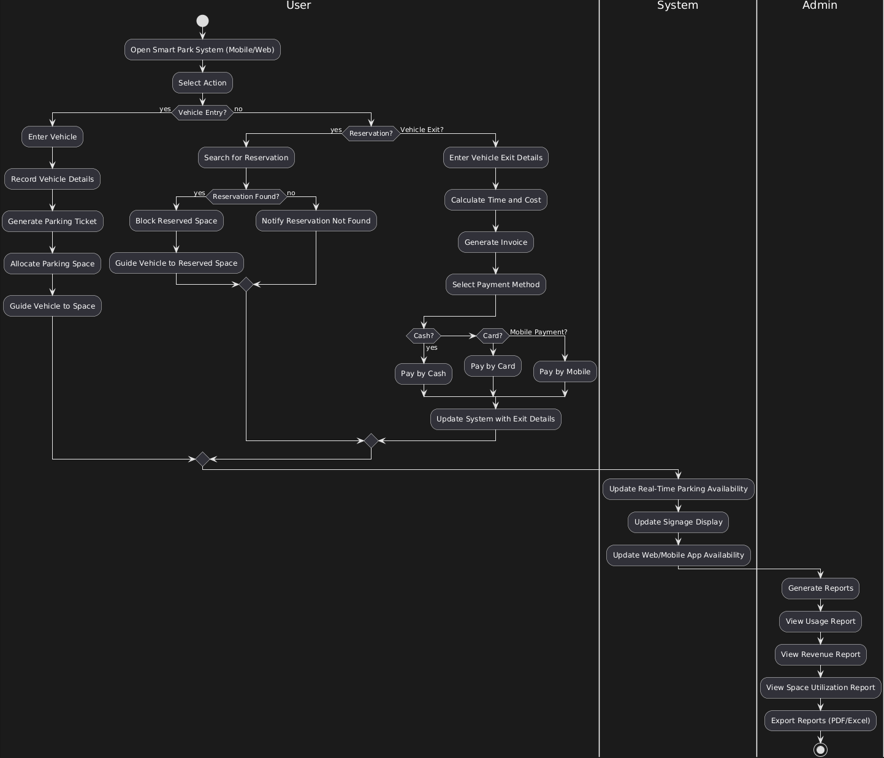 User
System
Admin
Open Smart Park System (Mobile/Web)
Select Action
yes
Vehicle Entry?
no
Enter Vehicle
Record Vehicle Details
Generate Parking Ticket
Allocate Parking Space
Guide Vehicle to Space
yes
Reservation?
Vehicle Exit?
Search for Reservation
yes
Reservation Found?
no
Block Reserved Space
Notify Reservation Not Found
Guide Vehicle to Reserved Space
Enter Vehicle Exit Details
Calculate Time and Cost
Generate Invoice
Select Payment Method
Cash?
yes
Card?
Mobile Payment?
Pay by Cash
Pay by Card
Pay by Mobile
Update System with Exit Details
Update Real-Time Parking Availability
Update Signage Display
Update Web/Mobile App Availability
Generate Reports
View Usage Report
View Revenue Report
View Space Utilization Report
Export Reports (PDF/Excel)